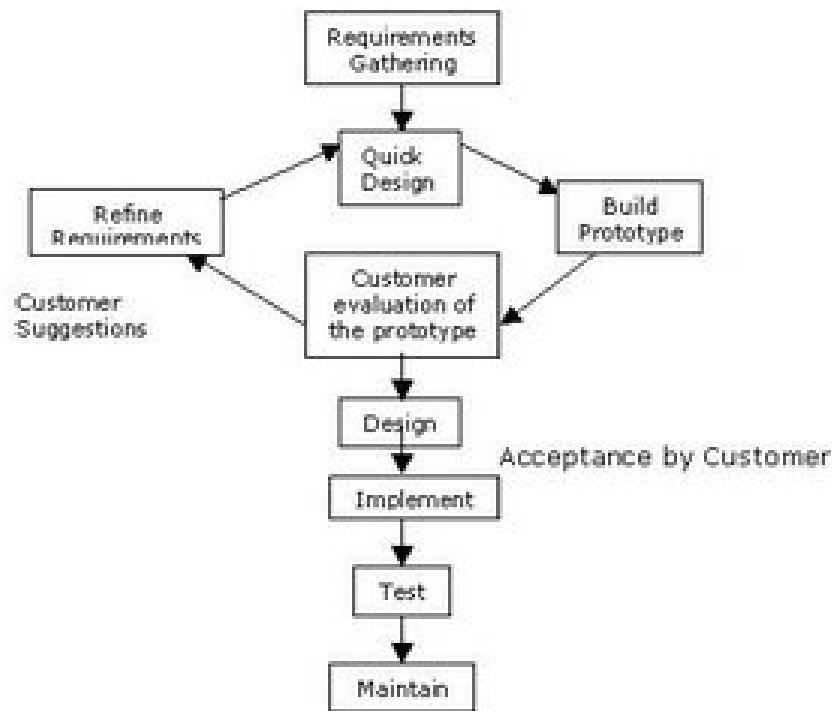 Requirements
Gathering
Quick
Design
Refine
Requirements
Build
Prototype
Customer
evaluation of
the prototype
Customer
Suggestions
Design
Acceptance by Customer
Implement
Test
Maintain